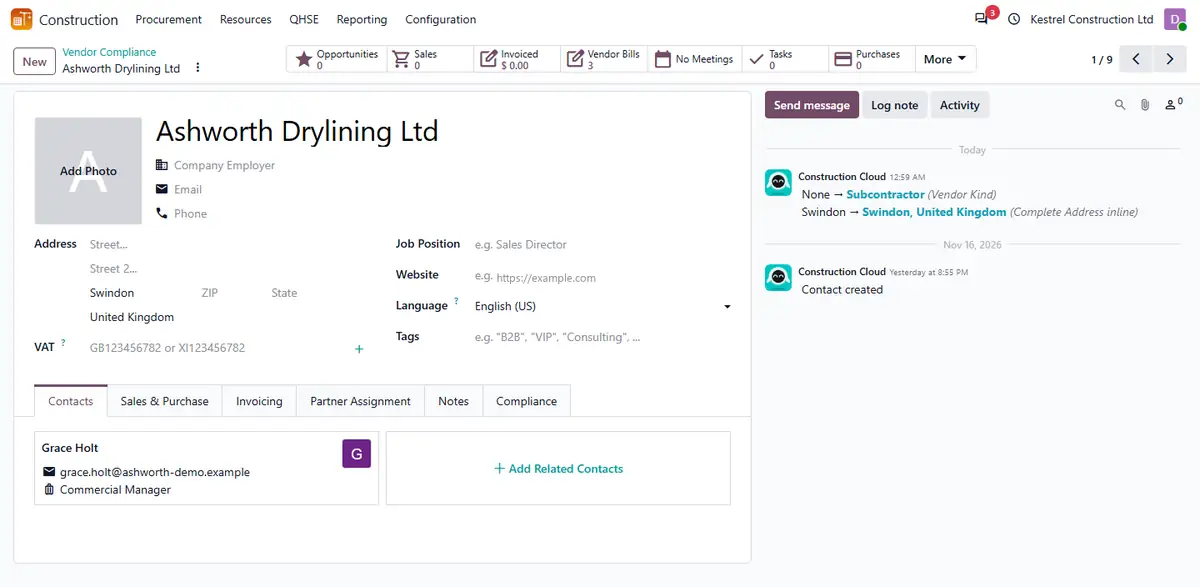 Construction Procurement Resources QHSE Reporting Configuration 3 Kestrel Construction Ltd D
New Vendor Compliance
Ashworth Drylining Ltd
Opportunities 0 Sales 0 Invoiced $ 0.00 Vendor Bills 3 No Meetings Tasks 0 Purchases 0 More 1 / 9
A
Add Photo
Ashworth Drylining Ltd
Company Employer
Email
Phone
Address Street...
Street 2...
Swindon ZIP State
United Kingdom
VAT ? GB123456782 or XI123456782 +
Job Position e.g. Sales Director
Website e.g. https://example.com
Language ? English (US)
Tags e.g. "B2B", "VIP", "Consulting", ...
Contacts Sales & Purchase Invoicing Partner Assignment Notes Compliance
Grace Holt G
grace.holt@ashworth-demo.example
Commercial Manager
+ Add Related Contacts
Send message Log note Activity 0
Today
Construction Cloud 12:59 AM
None → Subcontractor (Vendor Kind)
Swindon → Swindon, United Kingdom (Complete Address inline)
Nov 16, 2026
Construction Cloud Yesterday at 8:55 PM
Contact created